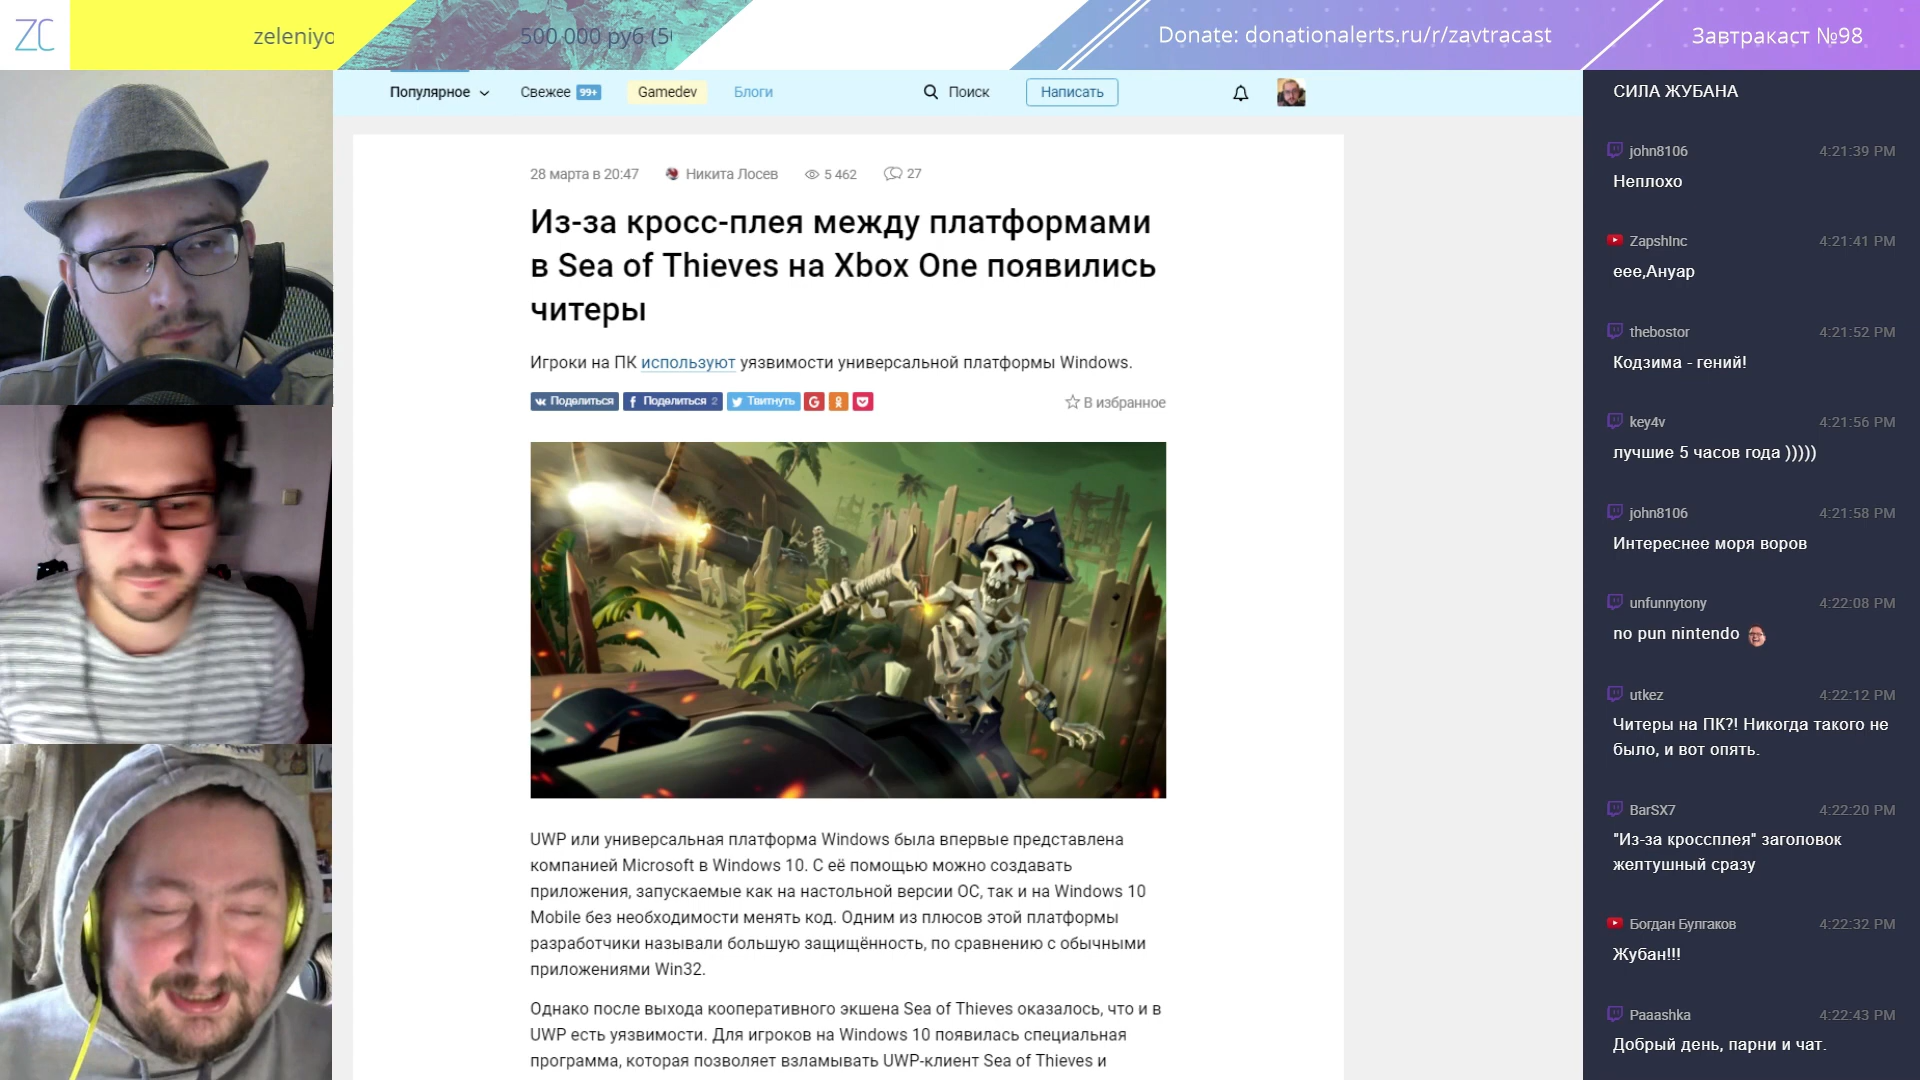 ZC
zeleniyo
500 000 руб (5
Donate: donationalerts.ru/r/zavtracast
Завтракаст №98
Популярное
Свежее 99+
Gamedev
Блоги
Поиск
Написать
28 марта в 20:47
Никита Лосев
5 462
27
Из-за кросс-плея между платформами
в Sea of Thieves на Xbox One появились
читеры
Игроки на ПК используют уязвимости универсальной платформы Windows.
Поделиться
Поделиться 2
Твитнуть
В избранное
UWP или универсальная платформа Windows была впервые представлена
компанией Microsoft в Windows 10. С её помощью можно создавать
приложения, запускаемые как на настольной версии ОС, так и на Windows 10
Mobile без необходимости менять код. Одним из плюсов этой платформы
разработчики называли большую защищённость, по сравнению с обычными
приложениями Win32.
Однако после выхода кооперативного экшена Sea of Thieves оказалось, что и в
UWP есть уязвимости. Для игроков на Windows 10 появилась специальная
программа, которая позволяет взламывать UWP-клиент Sea of Thieves и
СИЛА ЖУБАНА
john8106 4:21:39 PM
Неплохо
ZapshInc 4:21:41 PM
еее,Ануар
thebostor 4:21:52 PM
Кодзима - гений!
key4v 4:21:56 PM
лучшие 5 часов года )))))
john8106 4:21:58 PM
Интереснее моря воров
unfunnytony 4:22:08 PM
no pun nintendo
utkez 4:22:12 PM
Читеры на ПК?! Никогда такого не
было, и вот опять.
BarSX7 4:22:20 PM
"Из-за кроссплея" заголовок
желтушный сразу
Богдан Булгаков 4:22:32 PM
Жубан!!!
Paaashka 4:22:43 PM
Добрый день, парни и чат.